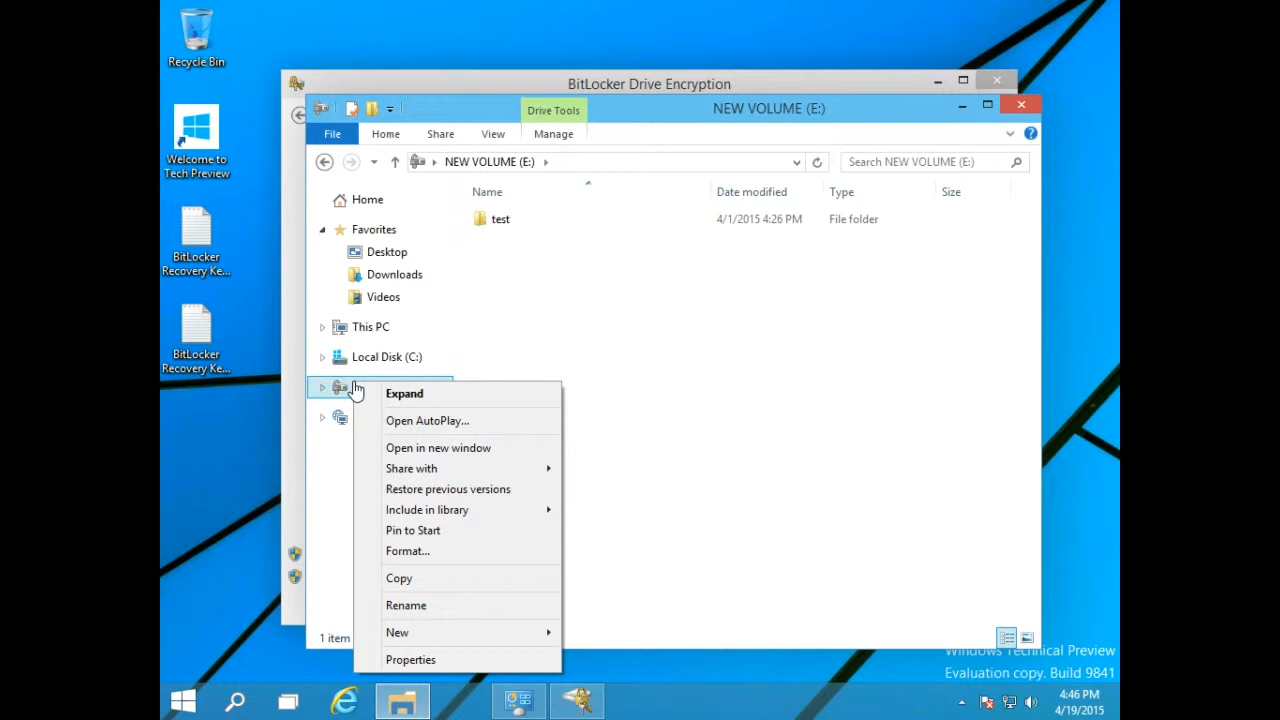 Recycle Bin
Welcome to
Tech Preview
BitLocker
Recovery Ke...
BitLocker
Recovery Ke...
BitLocker Drive Encryption
Drive Tools
NEW VOLUME (E:)
File
Home
Share
View
Manage
NEW VOLUME (E:)
Search NEW VOLUME (E:)
Name
Date modified
Type
Size
test
4/1/2015 4:26 PM
File folder
Home
Favorites
Desktop
Downloads
Videos
This PC
Local Disk (C:)
Expand
Open AutoPlay...
Open in new window
Share with
Restore previous versions
Include in library
Pin to Start
Format...
Copy
Rename
New
Properties
1 item
Windows Technical Preview
Evaluation copy. Build 9841
4:46 PM
4/19/2015